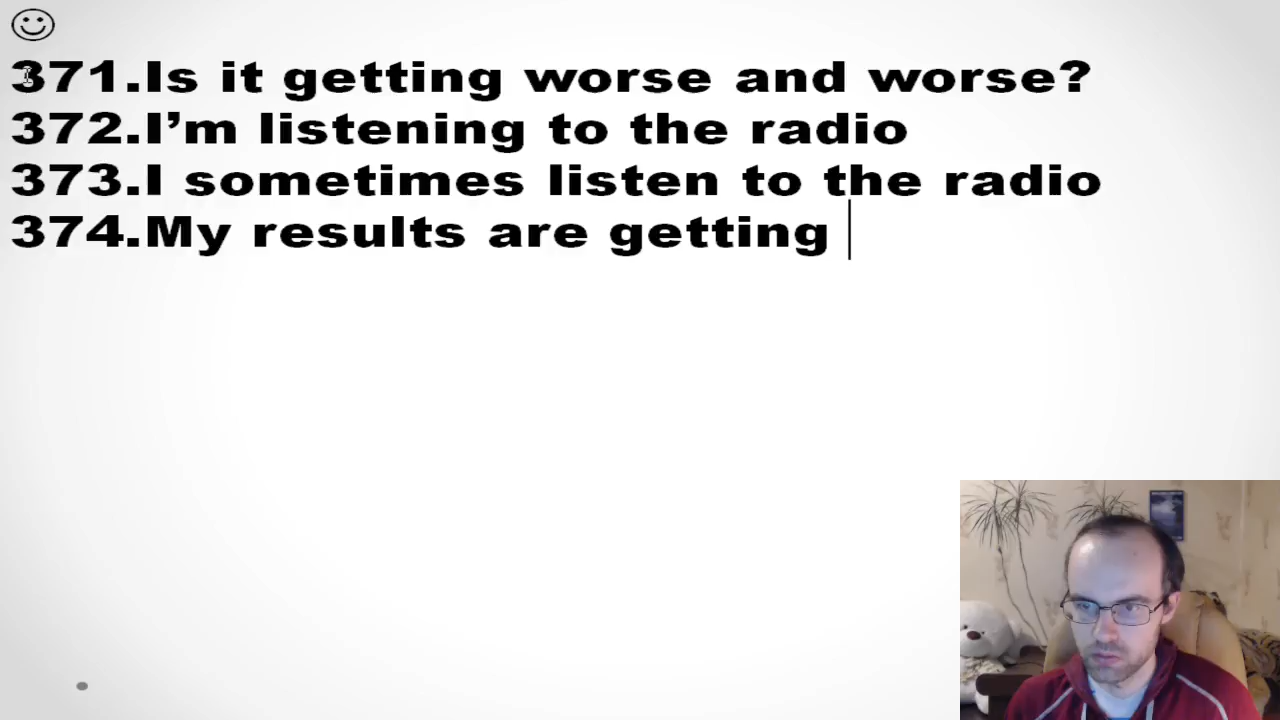 371.Is it getting worse and worse?
372.I’m listening to the radio
373.I sometimes listen to the radio
374.My results are getting